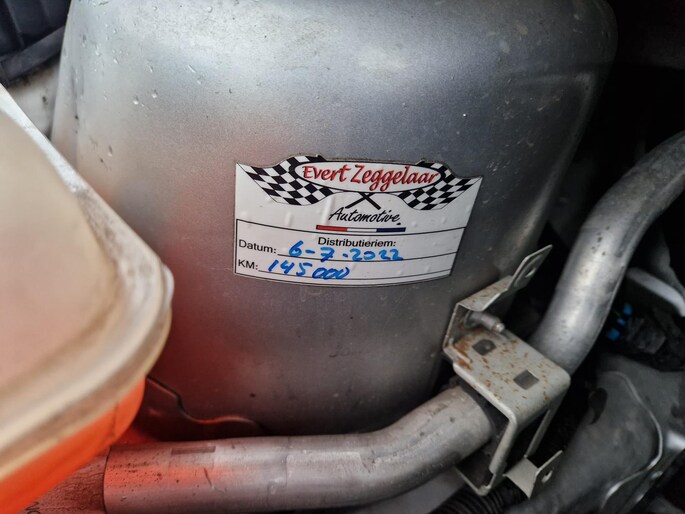 Evert Zeggelaar
Automotive.
Distributieriem:
Datum: 6-7-2022
KM: 145000